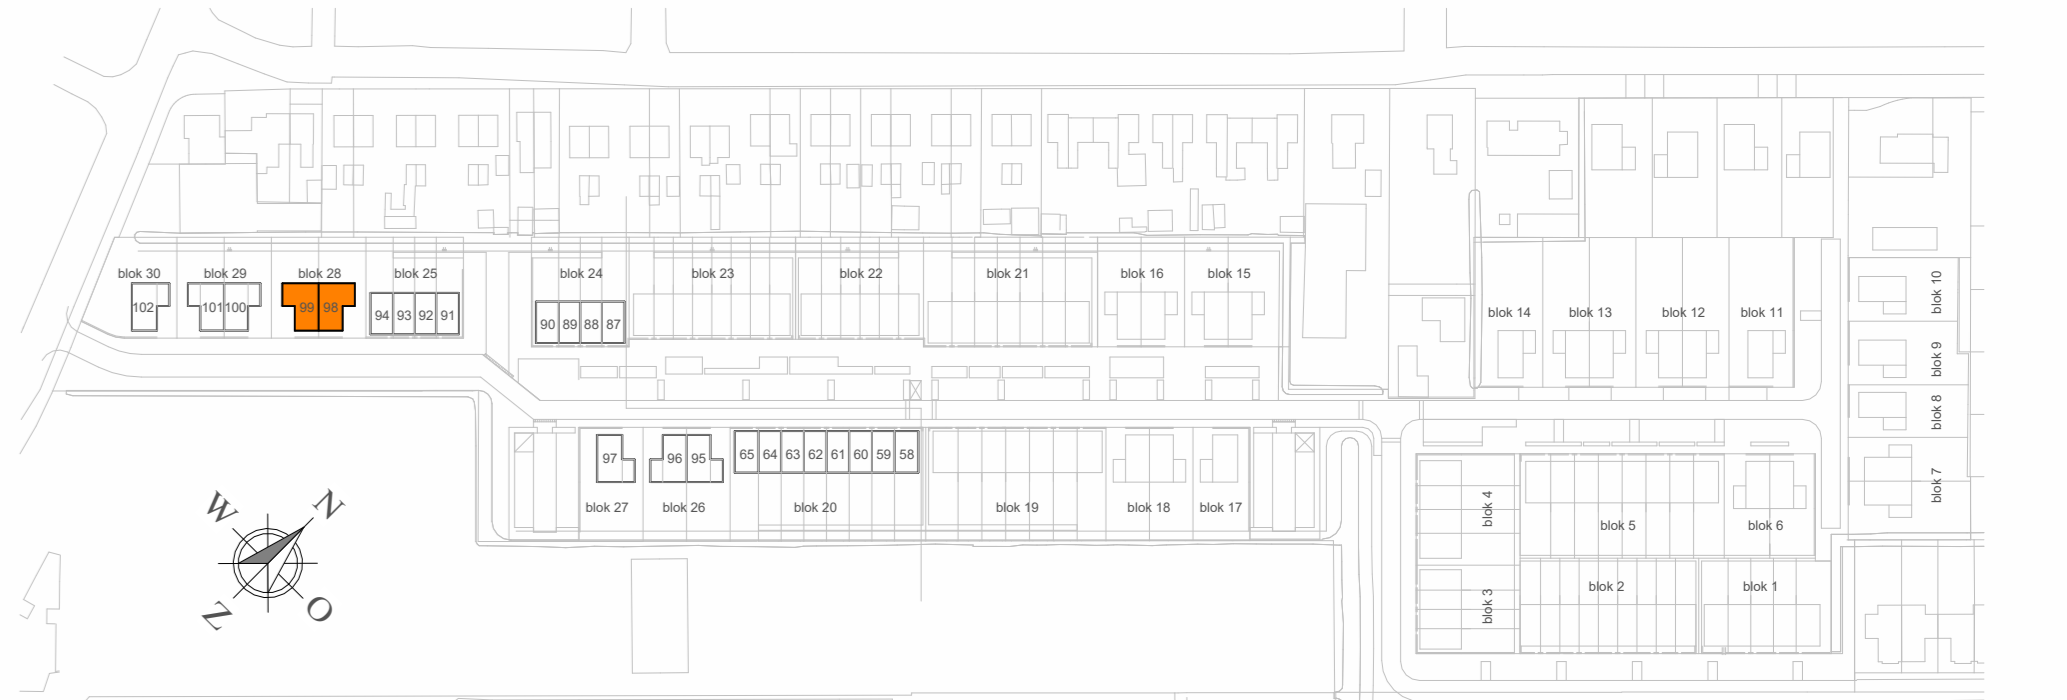 blok 30
blok 29
blok 28
blok 25
blok 24
blok 23
blok 22
blok 21
blok 16
blok 15
102
101
100
99
98
94
93
92
91
90
89
88
87
blok 14
blok 13
blok 12
blok 11
blok 10
blok 9
blok 8
blok 7
97
96
95
65
64
63
62
61
60
59
58
blok 27
blok 26
blok 20
blok 19
blok 18
blok 17
blok 4
blok 5
blok 6
blok 3
blok 2
blok 1
W
N
Z
O